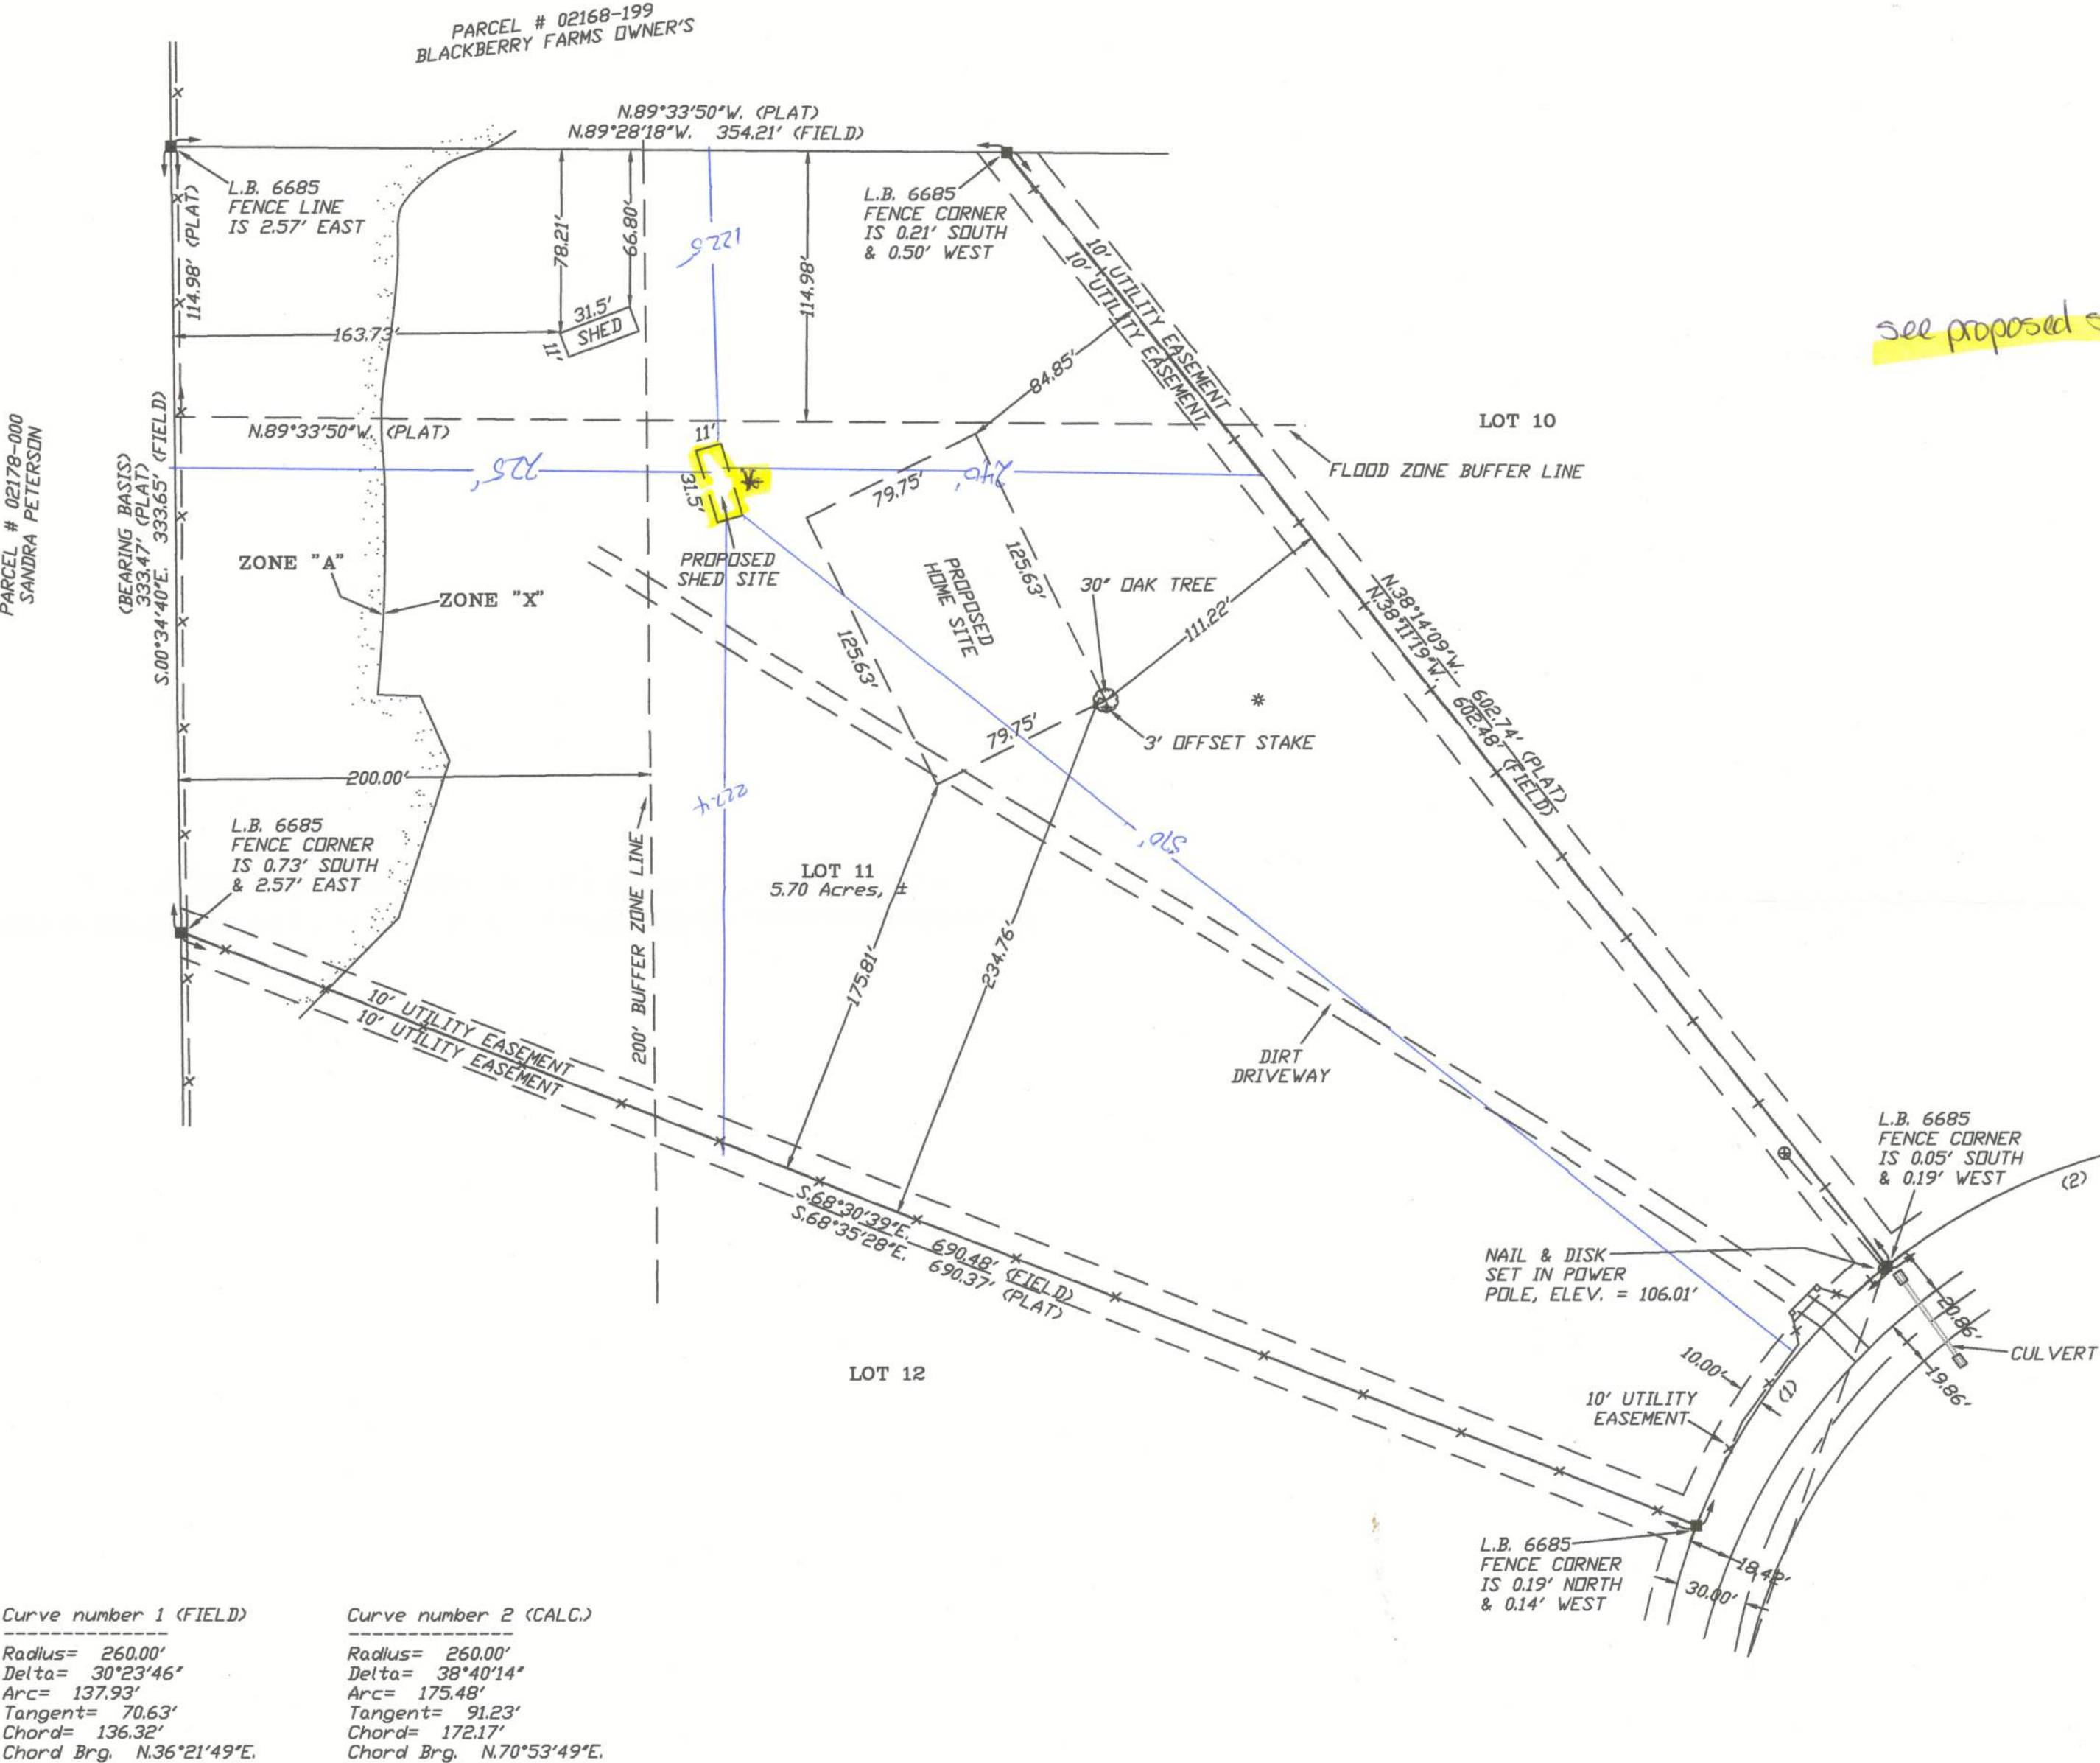 PARCEL # 02168-199
BLACKBERRY FARMS OWNER'S
N.89°33'50"W. (PLAT)
N.89°28'18"W. 354.21' (FIELD)
L.B. 6685
FENCE LINE
IS 2.57' EAST
114.98' (PLAT)
78.21'
66.80'
122.5'
114.98'
L.B. 6685
FENCE CORNER
IS 0.21' SOUTH
& 0.50' WEST
10' UTILITY EASEMENT
10' UTILITY EASEMENT
31.5'
SHED
11'
163.73'
84.85'
see proposed
PARCEL # 02178-000
SANDRA PETERSON
(BEARING BASIS)
333.47' (PLAT)
S.00°34'40"E. 333.65' (FIELD)
N.89°33'50"W. (PLAT)
LOT 10
FLOOD ZONE BUFFER LINE
11'
31.5'
225'
246'
79.75'
PROPOSED
SHED SITE
ZONE "A"
ZONE "X"
PROPOSED
HOME SITE
125.63'
125.63'
30" OAK TREE
111.22'
N.38°14'09"W. 602.74' (PLAT)
N.38°11'19"W. 602.48' (FIELD)
79.75'
3' OFFSET STAKE
200.00'
227.4
570'
L.B. 6685
FENCE CORNER
IS 0.73' SOUTH
& 2.57' EAST
200' BUFFER ZONE LINE
LOT 11
5.70 Acres, ±
175.81'
234.76'
10' UTILITY EASEMENT
10' UTILITY EASEMENT
DIRT
DRIVEWAY
L.B. 6685
FENCE CORNER
IS 0.05' SOUTH
& 0.19' WEST
(2)
S.68°30'39"E. 690.48' (FIELD)
S.68°35'28"E. 690.37' (PLAT)
NAIL & DISK
SET IN POWER
POLE, ELEV. = 106.01'
20.86
CULVERT
19.86
LOT 12
10.00'
10' UTILITY
EASEMENT
(1)
L.B. 6685
FENCE CORNER
IS 0.19' NORTH
& 0.14' WEST
18.42'
30.00'
Curve number 1 (FIELD)
Radius= 260.00'
Delta= 30°23'46"
Arc= 137.93'
Tangent= 70.63'
Chord= 136.32'
Chord Brg. N.36°21'49"E.
Curve number 2 (CALC.)
Radius= 260.00'
Delta= 38°40'14"
Arc= 175.48'
Tangent= 91.23'
Chord= 172.17'
Chord Brg. N.70°53'49"E.